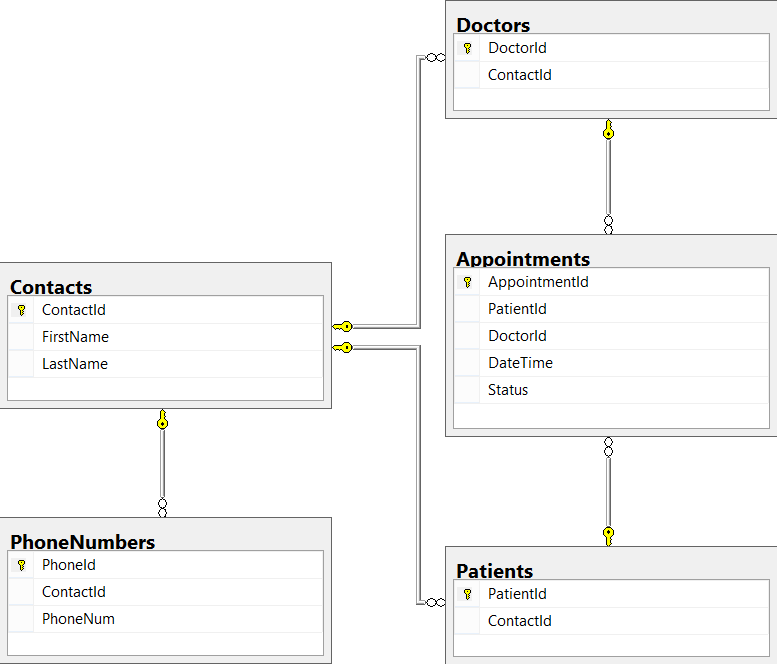 Doctors
DoctorId
ContactId
Appointments
AppointmentId
PatientId
DoctorId
DateTime
Status
Contacts
ContactId
FirstName
LastName
PhoneNumbers
PhoneId
ContactId
PhoneNum
Patients
PatientId
ContactId